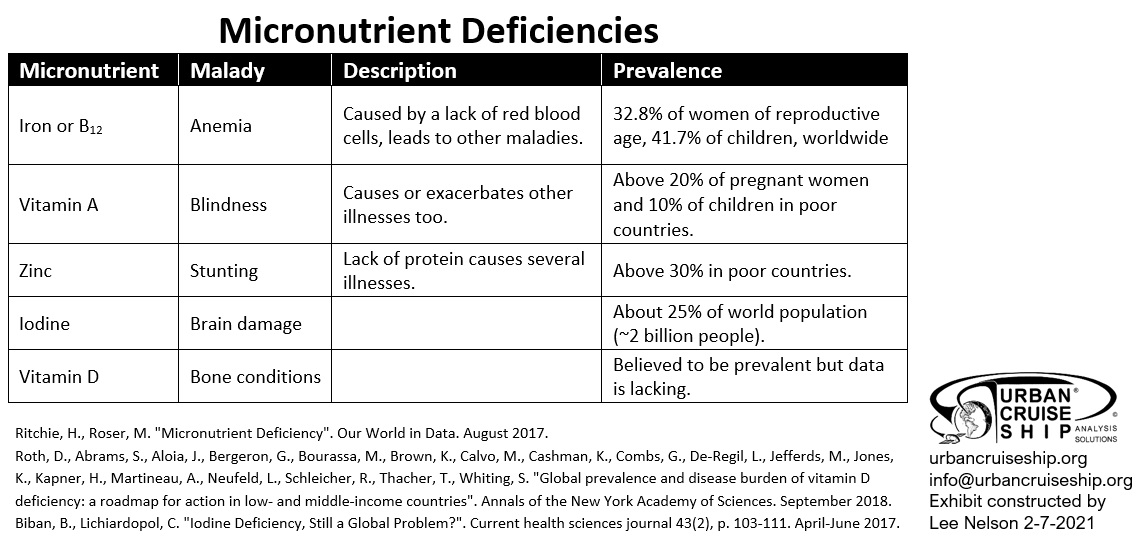 Micronutrient Deficiencies
Micronutrient Malady Description Prevalence
Iron or B₁₂
Anemia
Caused by a lack of red blood
cells, leads to other maladies.
32.8% of women of reproductive
age, 41.7% of children, worldwide
Vitamin A
Blindness
Causes or exacerbates other
illnesses too.
Above 20% of pregnant women
and 10% of children in poor
countries.
Zinc
Stunting
Lack of protein causes several
illnesses.
Above 30% in poor countries.
Iodine
Brain damage
About 25% of world population
(~2 billion people).
Vitamin D
Bone conditions
Believed to be prevalent but data
is lacking.
Ritchie, H., Roser, M. "Micronutrient Deficiency". Our World in Data. August 2017.
Roth, D., Abrams, S., Aloia, J., Bergeron, G., Bourassa, M., Brown, K., Calvo, M., Cashman, K., Combs, G., De-Regil, L., Jefferds, M., Jones,
K., Kapner, H., Martineau, A., Neufeld, L., Schleicher, R., Thacher, T., Whiting, S. "Global prevalence and disease burden of vitamin D
deficiency: a roadmap for action in low- and middle-income countries". Annals of the New York Academy of Sciences. September 2018.
Biban, B., Lichiardopol, C. "Iodine Deficiency, Still a Global Problem?". Current health sciences journal 43(2), p. 103-111. April-June 2017.
URBAN®
CRUISE
SHIP
©
ANALYSIS
SOLUTIONS
urbancruiseship.org
info@urbancruiseship.org
Exhibit constructed by
Lee Nelson 2-7-2021